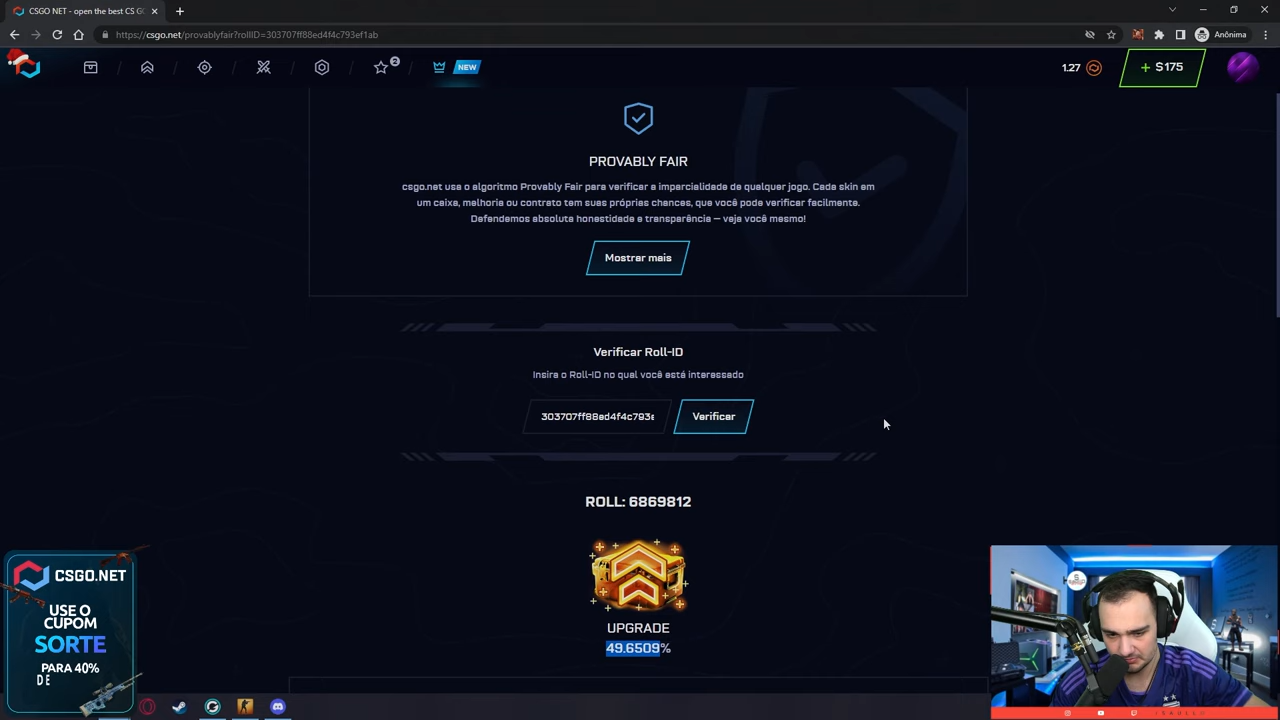 CSGO NET - open the best CS G
https://csgo.net/provablyfair?rollID=303707ff88ed4f4c793ef1ab
Anônima
2
NEW
1.27
+ $175
PROVABLY FAIR
csgo.net usa o algoritmo Provably Fair para verificar a imparcialidade de qualquer jogo. Cada skin em
um caixa, melhoria ou contrato tem suas próprias chances, que você pode verificar facilmente.
Defendemos absoluta honestidade e transparência – veja você mesmo!
Mostrar mais
Verificar Roll-ID
Insira o Roll-ID no qual você está interessado
303707ff88ed4f4c793e
Verificar
ROLL: 6869812
UPGRADE
49.6509%
CSGO.NET
USE O
CUPOM
SORTE
PARA 40%
DE